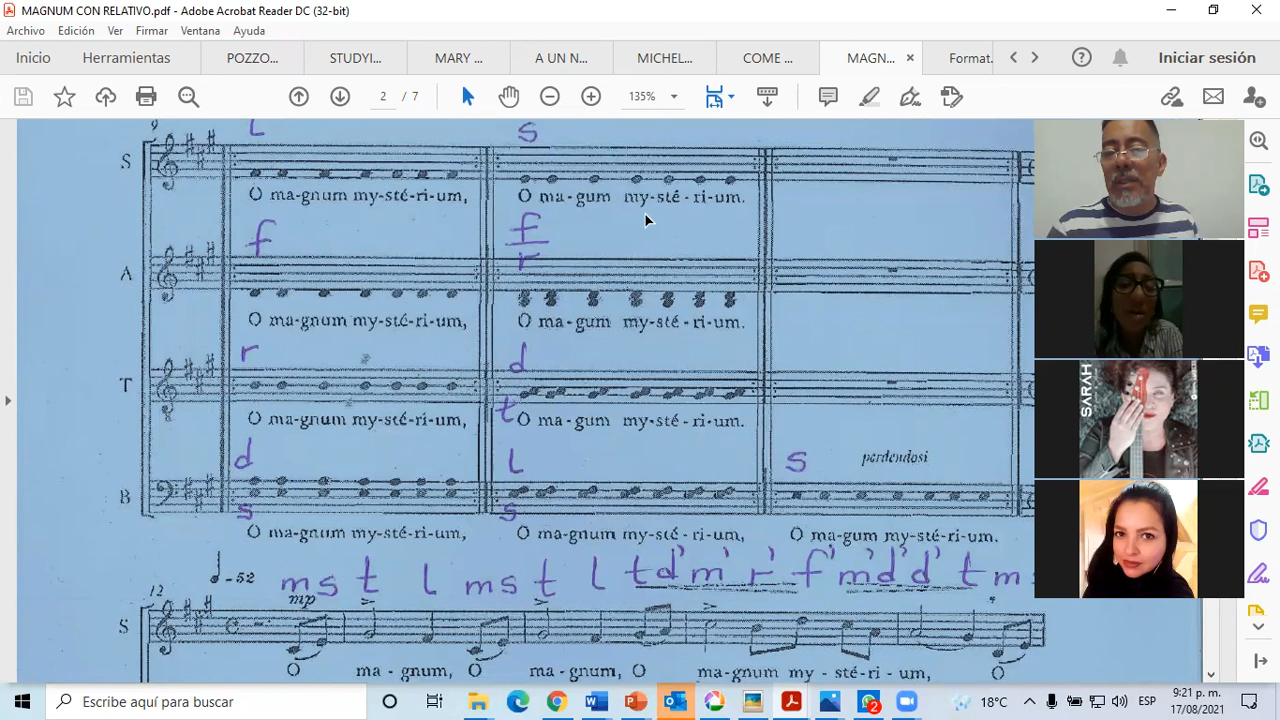 MAGNUM CON RELATIVO.pdf - Adobe Acrobat Reader DC (32-bit)
Archivo Edición Ver Firmar Ventana Ayuda
Inicio Herramientas POZZO... STUDYI... MARY ... A UN N... MICHEL... COME ... MAGN... Format. Iniciar sesión
2 / 7 135%
9 L S
S
O ma-gnum my-sté-ri-um, O ma-gum my-sté-ri-um.
f f
r
A
O ma-gnum my-sté-ri-um, O ma-gum my-sté-ri-um.
r d
T
t
O ma-gnum my-sté-ri-um, O ma-gum my-sté-ri-um.
d L S perdendosi
B
s s
O ma-gnum my-sté-ri-um, O ma-gnum my-sté-ri-um, O ma-gum my-sté-ri-um.
-52 m s t l m s t l t d' m' r' f' m' d' d' t m s
12 mp
S
O ma-gnum, O ma-gnum, O ma-gnum my-sté-ri-um, O
SARAH
Escribe aquí para buscar
2
18°C ESP 9:21 p. m.
17/08/2021